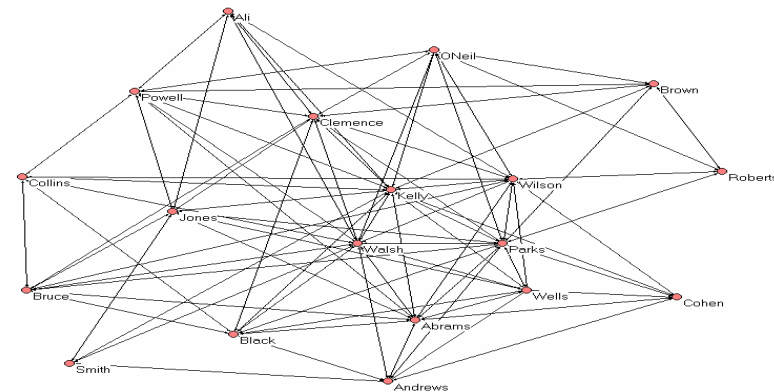 Ali
ONeil
Brown
Powell
Clemence
Roberts
Collins
Wilson
Kelly
Jones
Walsh
Parks
Bruce
Wells
Cohen
Abrams
Black
Smith
Andrews